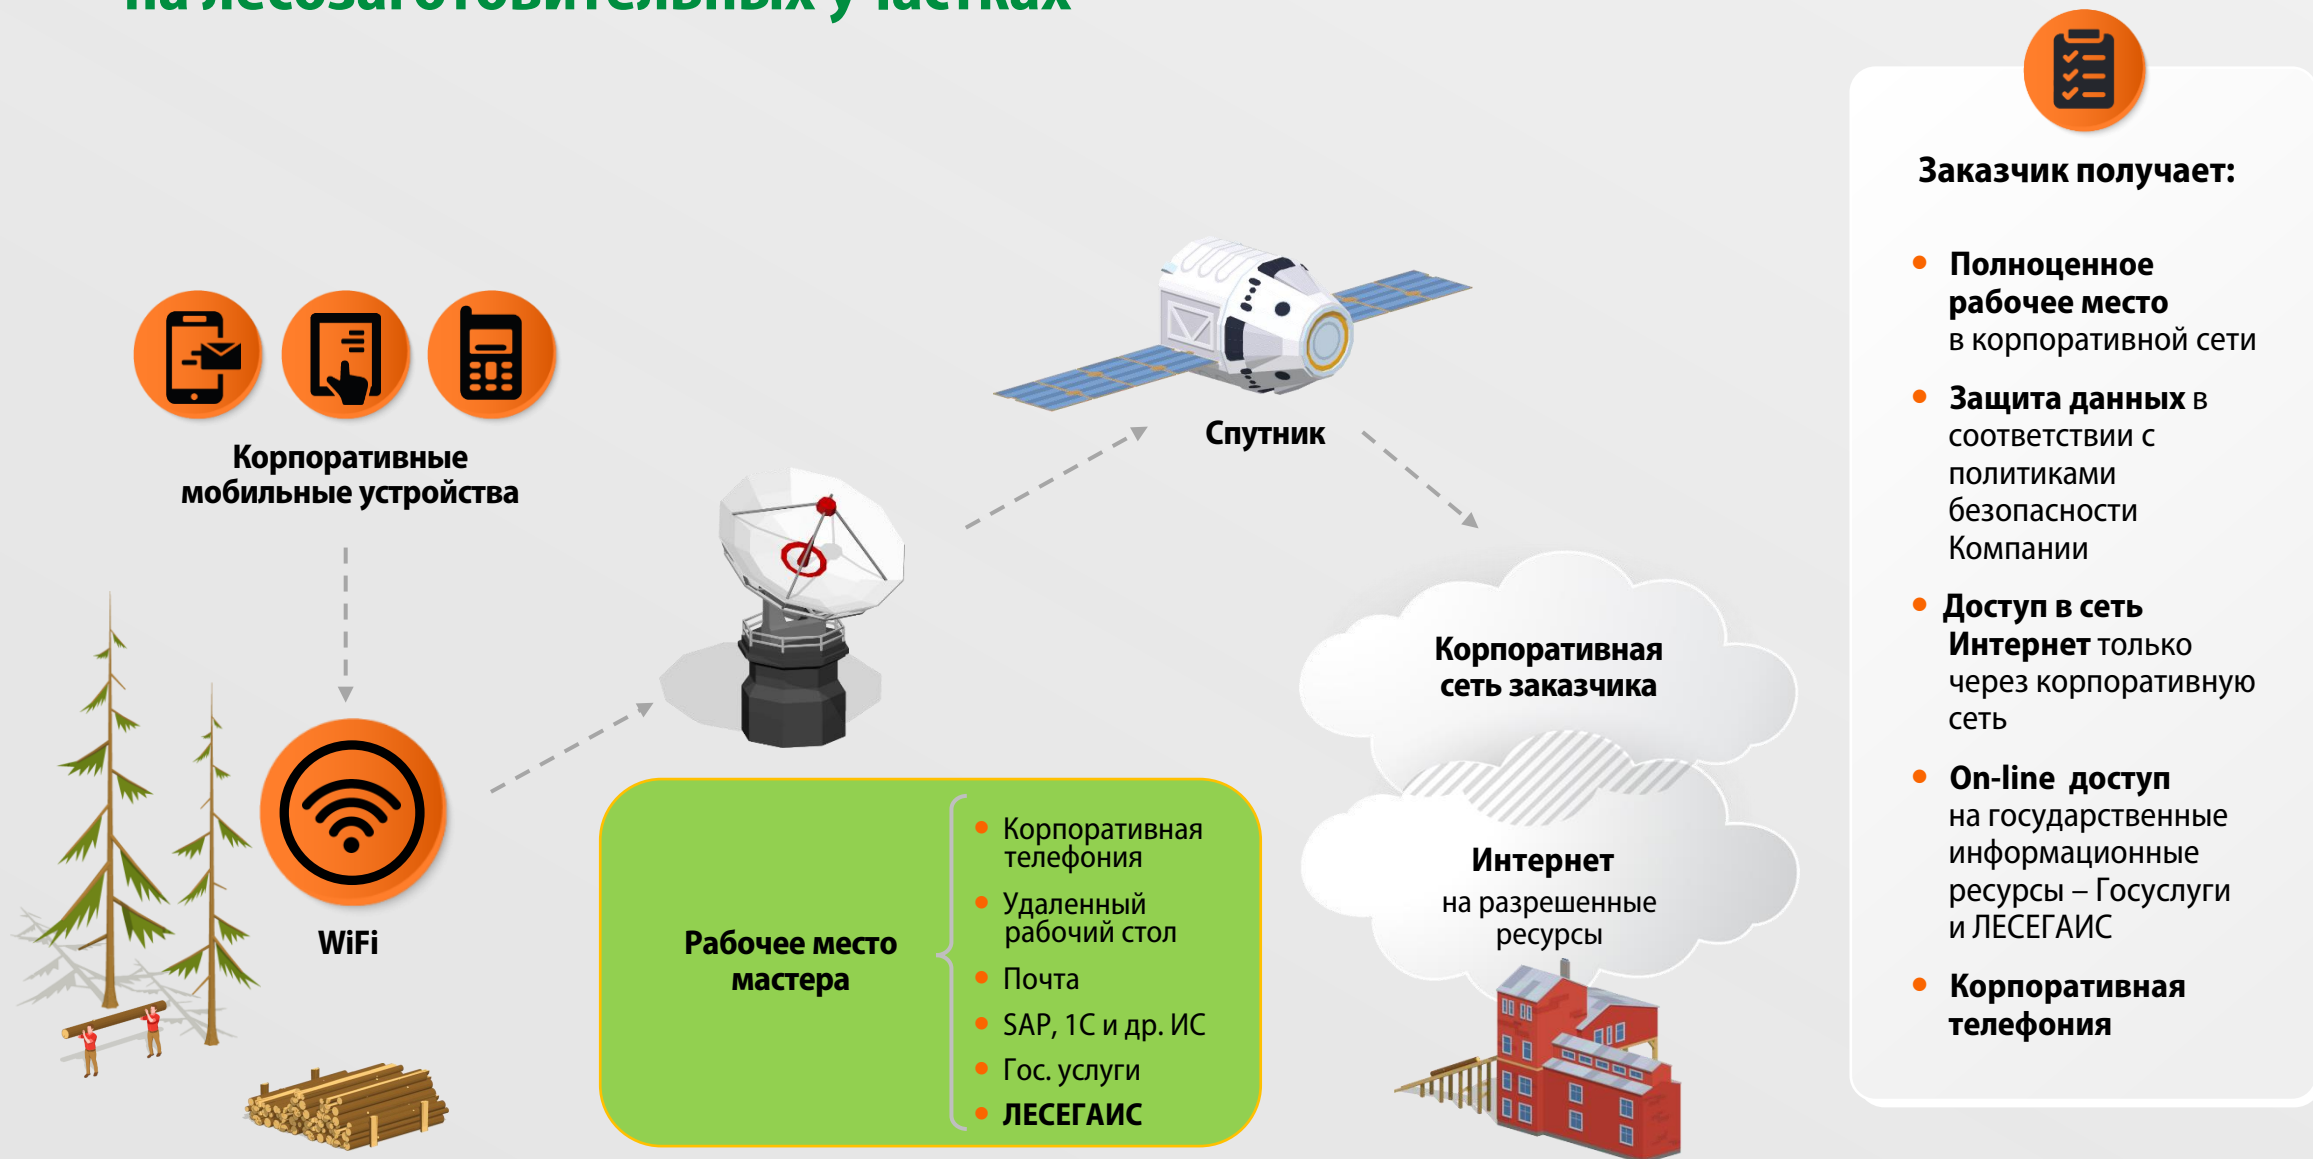 на лесозаготовительных участках
Корпоративные
мобильные устройства
WiFi
Спутник
Корпоративная
сеть заказчика
Интернет
на разрешенные
ресурсы
Рабочее место
мастера
• Корпоративная
телефония
• Удаленный
рабочий стол
• Почта
• SAP, 1С и др. ИС
• Гос. услуги
• ЛЕСЕГАИС
Заказчик получает:
• Полноценное
рабочее место
в корпоративной сети
• Защита данных в
соответствии с
политиками
безопасности
Компании
• Доступ в сеть
Интернет только
через корпоративную
сеть
• On-line доступ
на государственные
информационные
ресурсы – Госуслуги
и ЛЕСЕГАИС
• Корпоративная
телефония